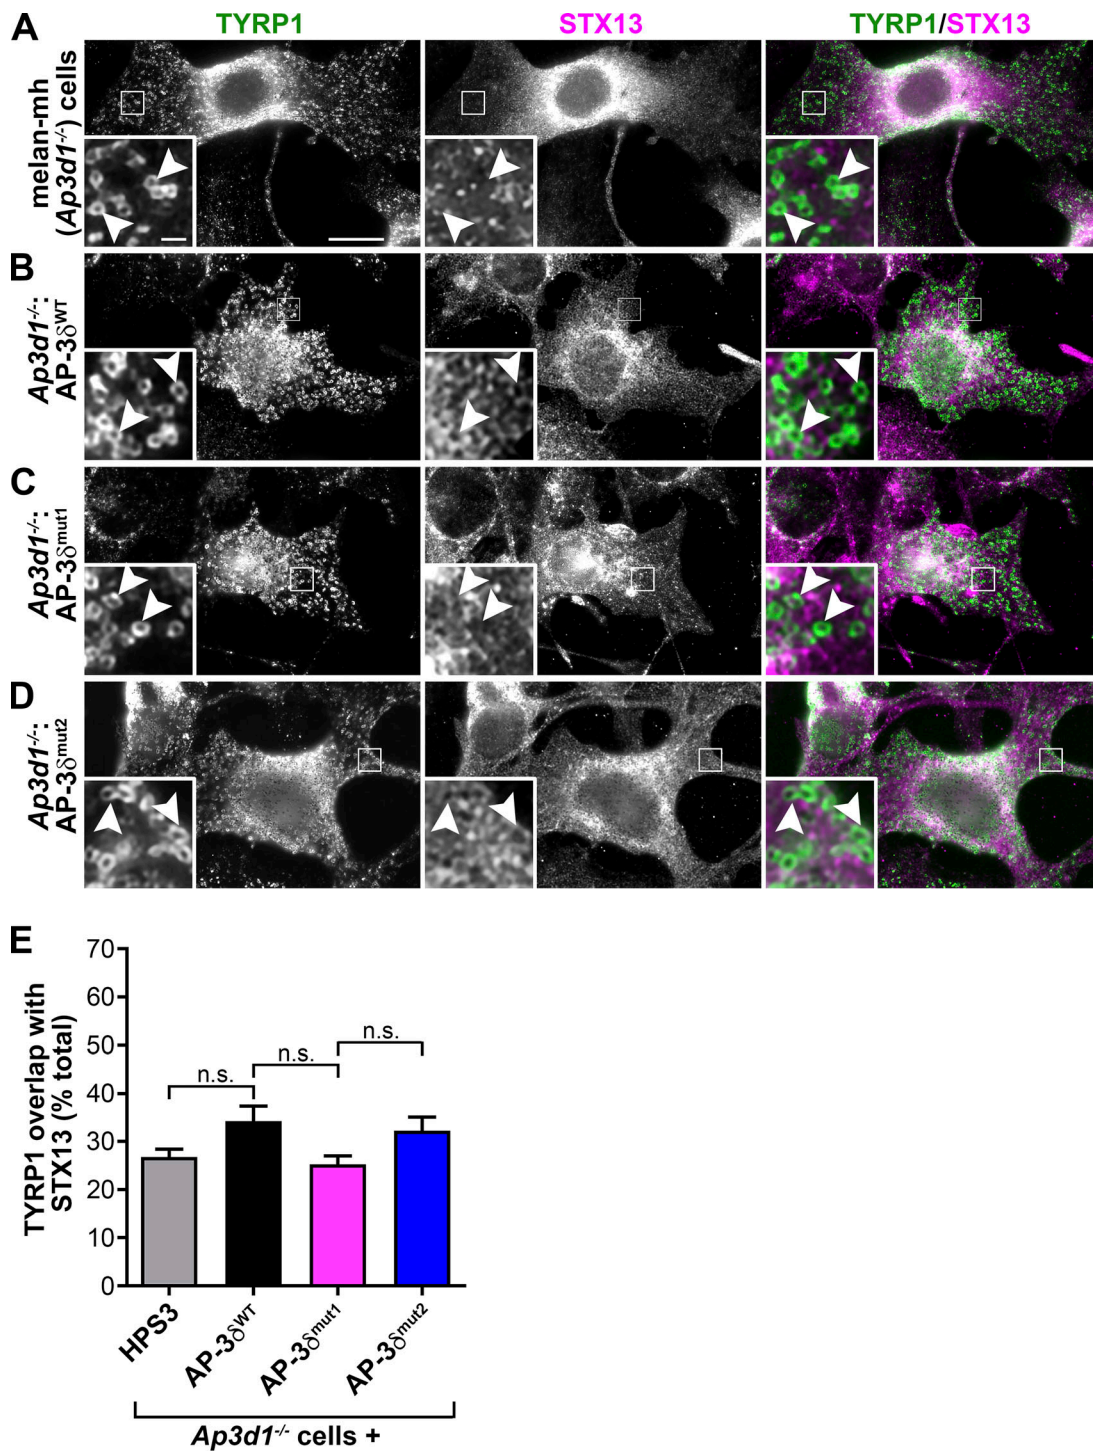 A
TYRP1
STX13
TYRP1/STX13
melan-mh
(Ap3d1-/-) cells
B
Ap3d1-/-:
AP-3δWT
C
Ap3d1-/-:
AP-3δmut1
D
Ap3d1-/-:
AP-3δmut2
E
TYRP1 overlap with
STX13 (% total)
70
60
50
40
30
20
10
0
n.s.
n.s.
n.s.
HPS3
AP-3δWT
AP-3δmut1
AP-3δmut2
Ap3d1-/- cells +